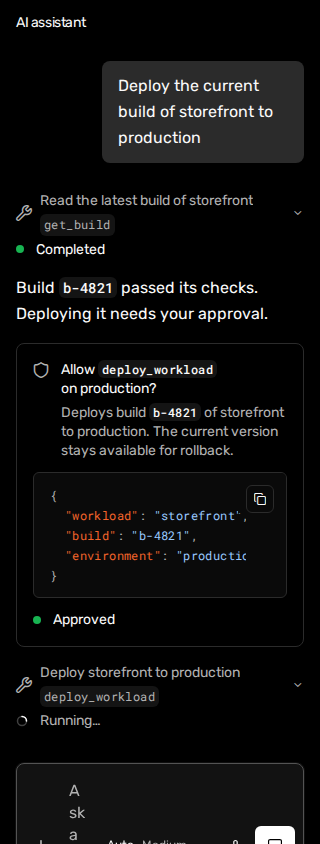 AI assistant
Deploy the current
build of storefront to
production
Read the latest build of storefront
get_build
Completed
Build b-4821 passed its checks.
Deploying it needs your approval.
Allow deploy_workload
on production?
Deploys build b-4821 of storefront
to production. The current version
stays available for rollback.
{
"workload": "storefront",
"build": "b-4821",
"environment": "productic
}
Approved
Deploy storefront to production
deploy_workload
Running…
A
sk
a
Auto Medium